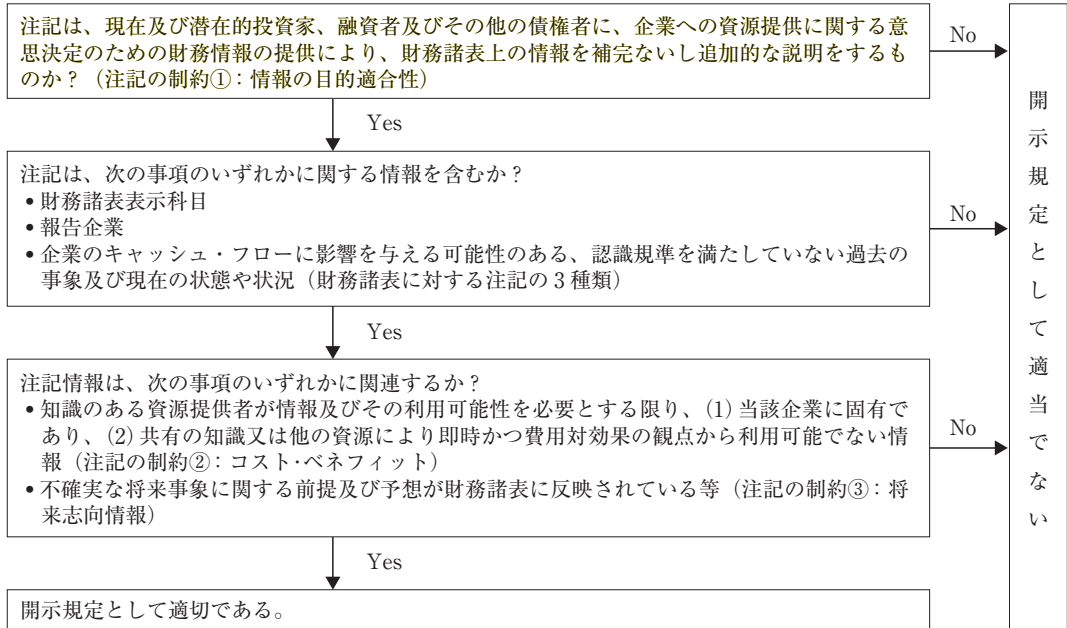 注記は、現在及び潜在的投資家、融資者及びその他の債権者に、企業への資源提供に関する意
思決定のための財務情報の提供により、財務諸表上の情報を補完ないし追加的な説明をするも
のか？（注記の制約①：情報の目的適合性）
No
Yes
注記は、次の事項のいずれかに関する情報を含むか？
•財務諸表表示科目
•報告企業
•企業のキャッシュ・フローに影響を与える可能性のある、認識規準を満たしていない過去の
事象及び現在の状態や状況（財務諸表に対する注記の３種類）
No
Yes
注記情報は、次の事項のいずれかに関連するか？
•知識のある資源提供者が情報及びその利用可能性を必要とする限り、(1)当該企業に固有で
あり、(2)共有の知識又は他の資源により即時かつ費用対効果の観点から利用可能でない情
報（注記の制約②：コスト・ベネフィット）
•不確実な将来事象に関する前提及び予想が財務諸表に反映されている等（注記の制約③：将
来志向情報）
No
Yes
開示規定として適切である。
開示規定として適当でない